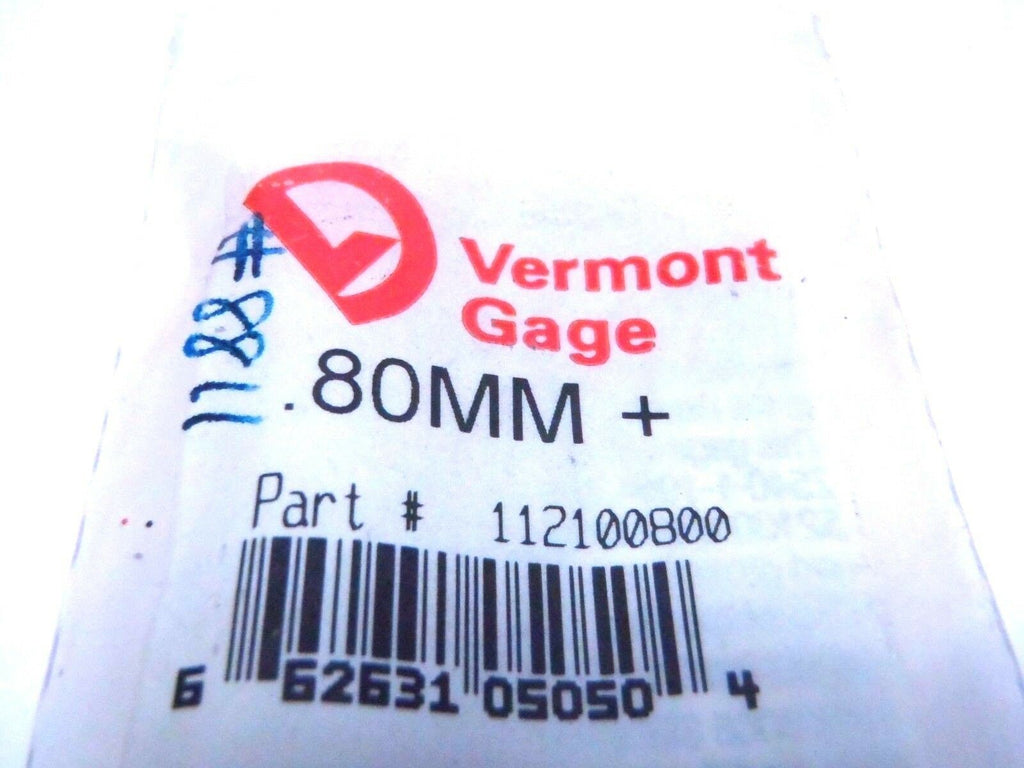 Vermont
Gage
1188#
.80MM +
Part # 112100800
6 62631 05050 4